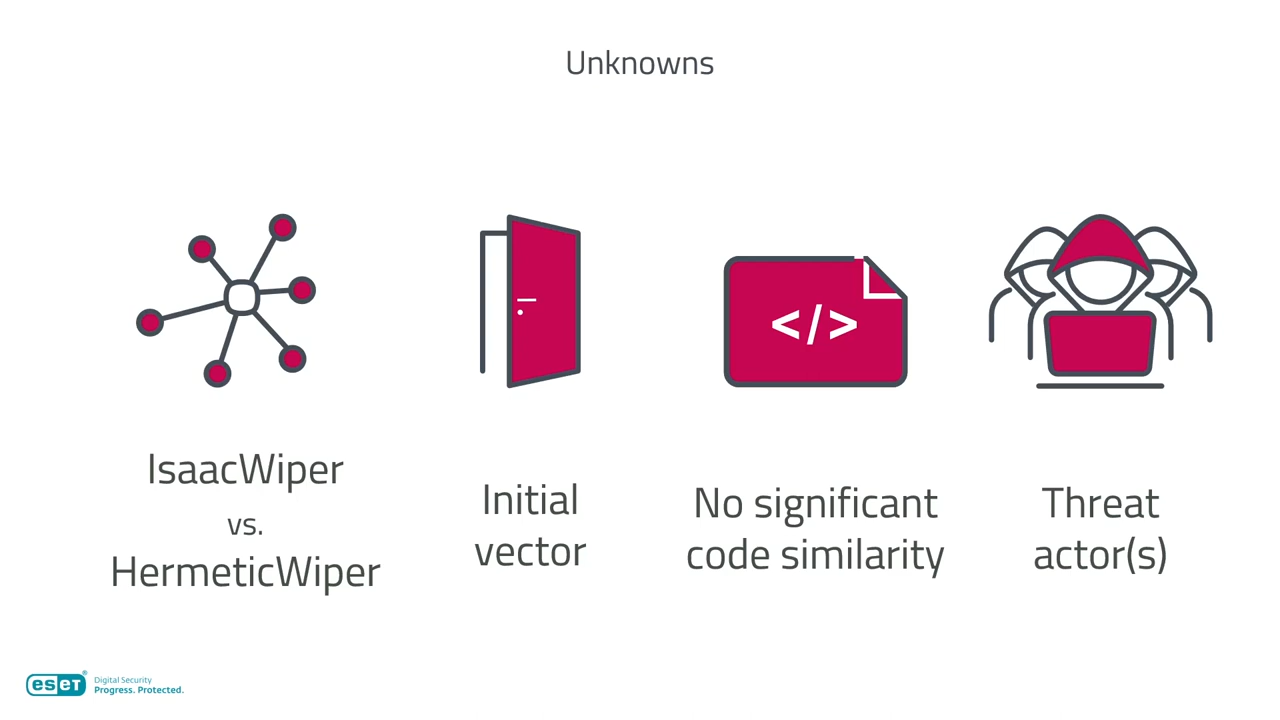 Unknowns
</>
IsaacWiper
vs.
HermeticWiper
Initial
vector
No significant
code similarity
Threat
actor(s)
eseT®
Digital Security
Progress. Protected.